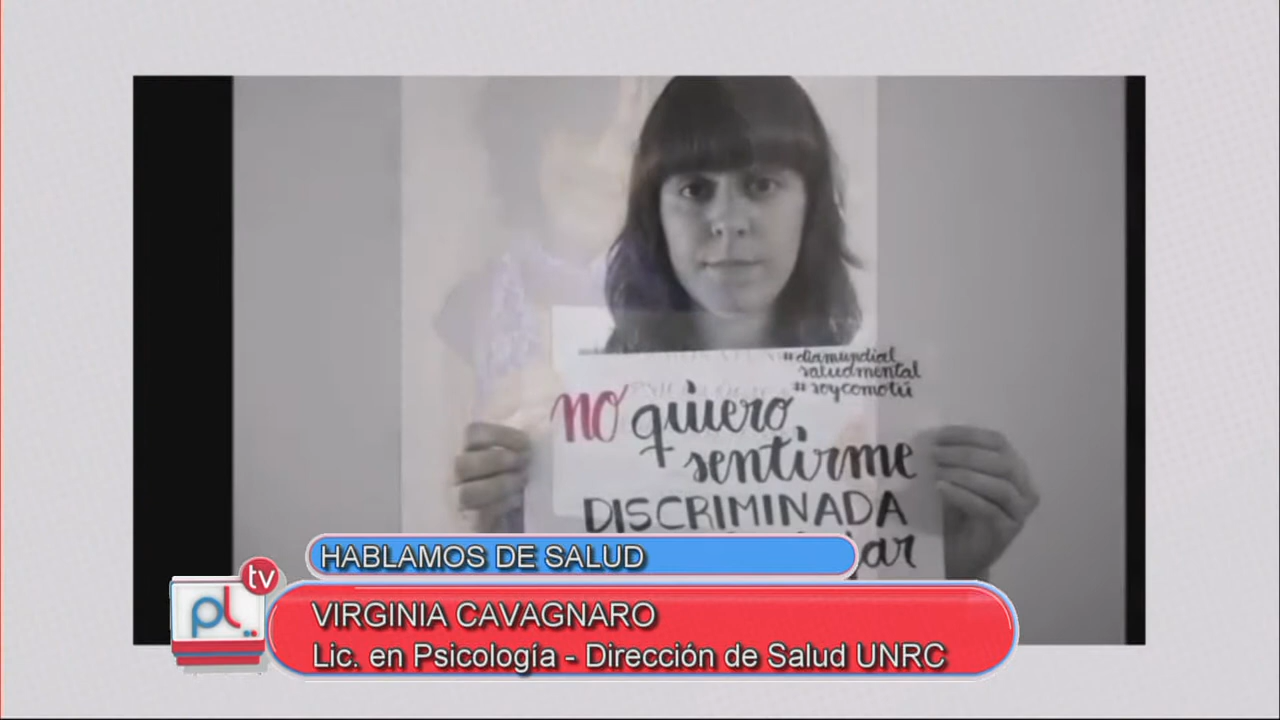 #diamundial
saludmental
#soycomotú
NO quiero
sentirme
DISCRIMINADA
HABLAMOS DE SALUD
tv
pl..
VIRGINIA CAVAGNARO
Lic. en Psicología - Dirección de Salud UNRC